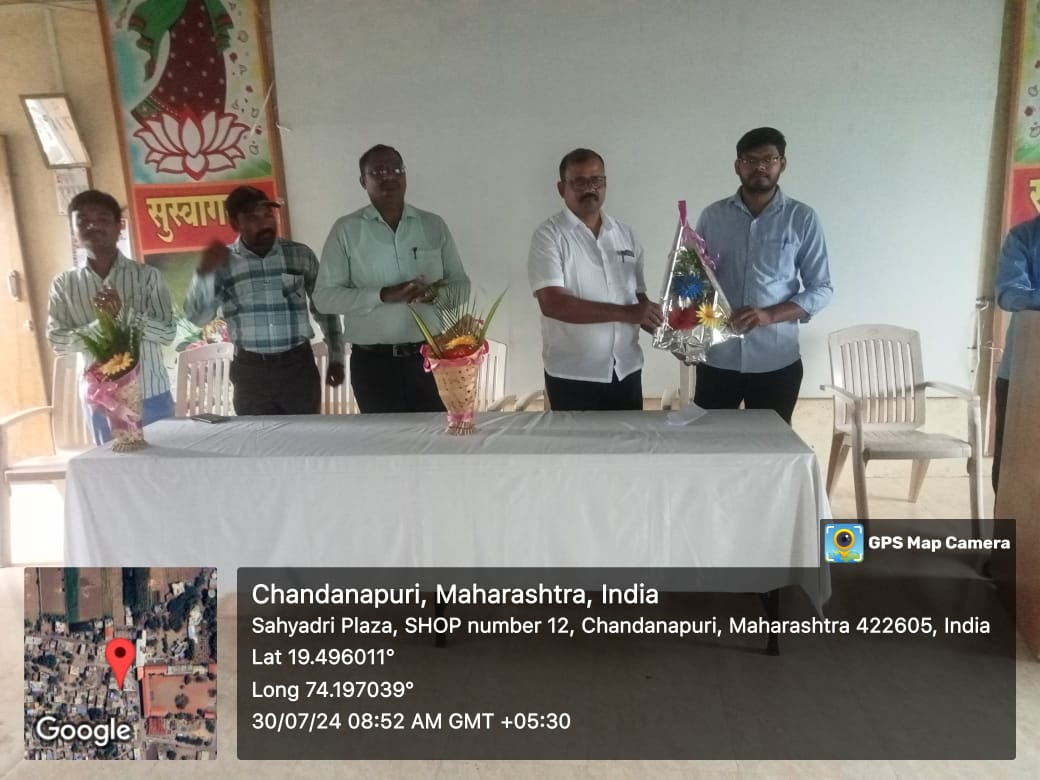 सुस्वाग
GPS Map Camera
Chandanapuri, Maharashtra, India
Sahyadri Plaza, SHOP number 12, Chandanapuri, Maharashtra 422605, India
Lat 19.496011°
Long 74.197039°
30/07/24 08:52 AM GMT +05:30
Google